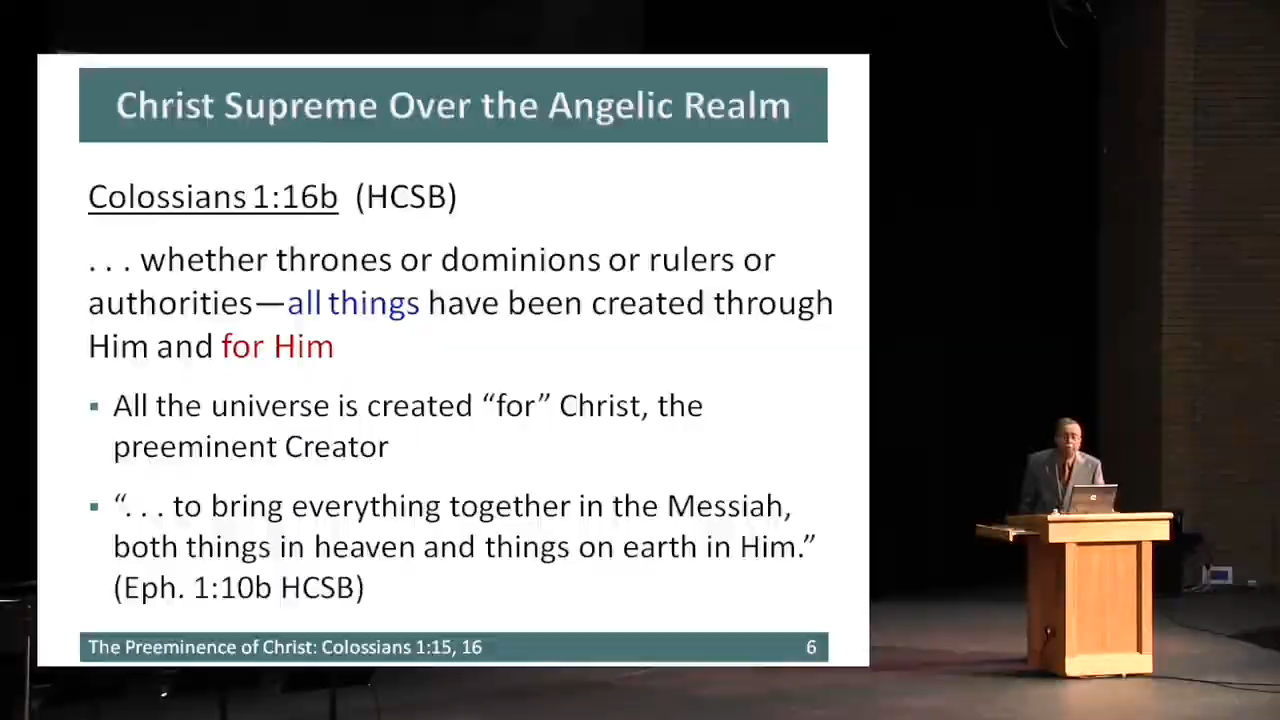 Christ Supreme Over the Angelic Realm
Colossians 1:16b (HCSB)
. . . whether thrones or dominions or rulers or
authorities—all things have been created through
Him and for Him
▪ All the universe is created “for” Christ, the
preeminent Creator
▪ “. . . to bring everything together in the Messiah,
both things in heaven and things on earth in Him.”
(Eph. 1:10b HCSB)
The Preeminence of Christ: Colossians 1:15, 16 6